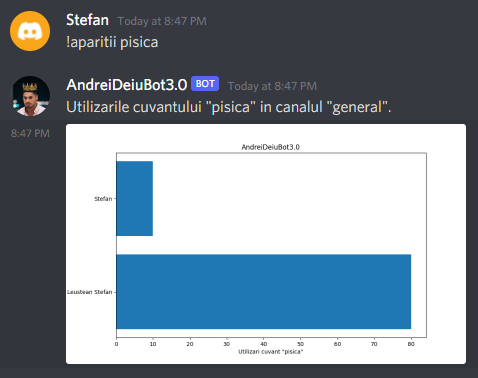 Stefan Today at 8:47 PM
!aparitii pisica
AndreiDeiuBot3.0 BOT Today at 8:47 PM
Utilizarile cuvantului "pisica" in canalul "general".
8:47 PM
AndreiDeiuBot3.0
Stefan
Leustean Stefan
0 10 20 30 40 50 60 70 80
Utilizari cuvant "pisica"